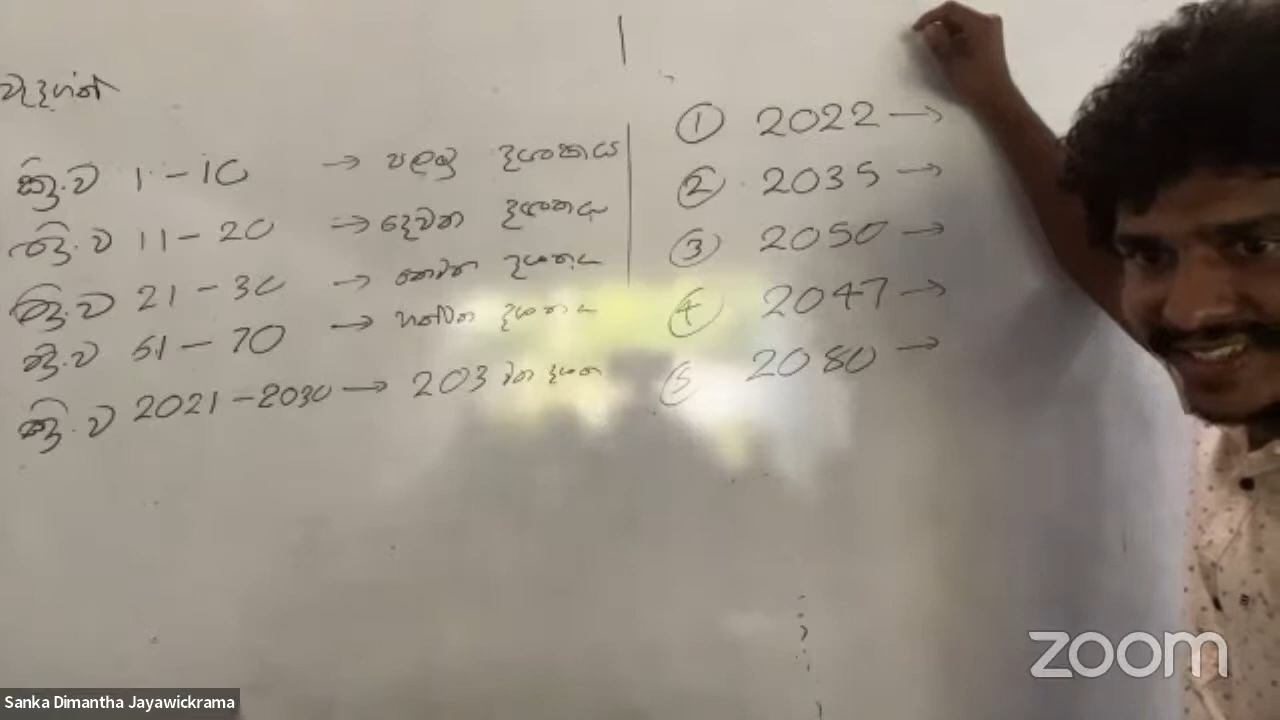 වැදගත්
ක්‍රි.ව 1 - 10 → පළමු දශකය
ක්‍රි.ව 11 - 20 → දෙවන දශකය
ක්‍රි.ව 21 - 30 → තෙවන දශකය
ක්‍රි.ව 61 - 70 → හත්වන දශකය
ක්‍රි.ව 2021 - 2030 → 203 වන දශක
① 2022 →
② 2035 →
③ 2050 →
④ 2047 →
⑤ 2080 →
zoom
Sanka Dimantha Jayawickrama